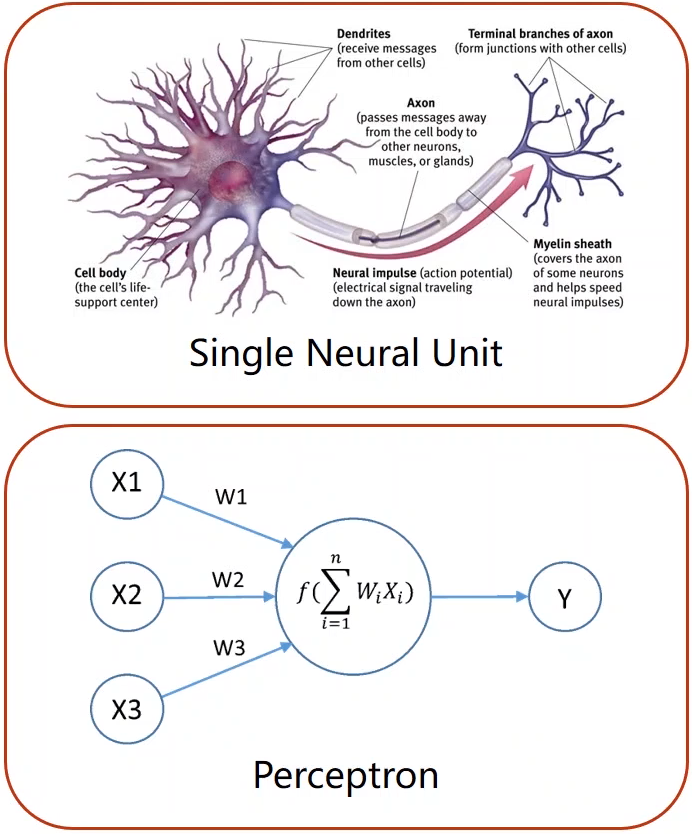 Dendrites
(receive messages
from other cells)
Terminal branches of axon
(form junctions with other cells)
Axon
(passes messages away
from the cell body to
other neurons,
muscles, or glands)
Cell body
(the cell's life-
support center)
Neural impulse (action potential)
(electrical signal traveling
down the axon)
Myelin sheath
(covers the axon
of some neurons
and helps speed
neural impulses)
Single Neural Unit
X1
W1
X2
W2
f(∑ⁿᵢ₌₁ WᵢXᵢ)
Y
W3
X3
Perceptron